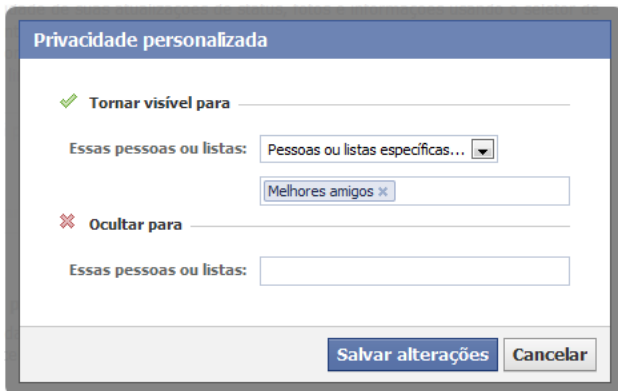 Privacidade personalizada
Tornar visível para
Essas pessoas ou listas: Pessoas ou listas específicas...
Melhores amigos ×
Ocultar para
Essas pessoas ou listas:
Salvar alterações Cancelar